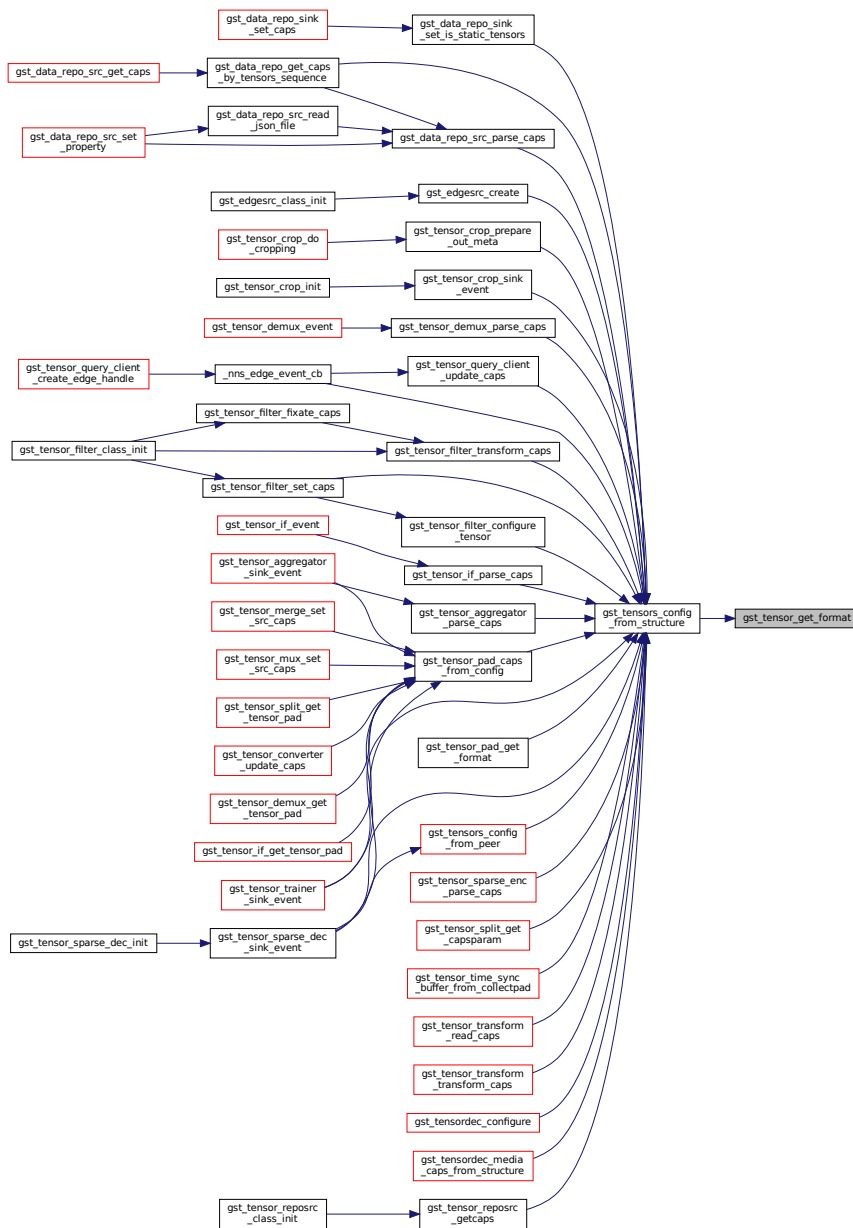 gst_data_repo_sink
_set_caps
gst_data_repo_sink
_set_is_static_tensors
gst_data_repo_src_get_caps
gst_data_repo_get_caps
_by_tensors_sequence
gst_data_repo_src_set
_property
gst_data_repo_src_read
_json_file
gst_data_repo_src_parse_caps
gst_edgesrc_class_init
gst_edgesrc_create
gst_tensor_crop_do
_cropping
gst_tensor_crop_prepare
_out_meta
gst_tensor_crop_init
gst_tensor_crop_sink
_event
gst_tensor_demux_event
gst_tensor_demux_parse_caps
gst_tensor_query_client
_create_edge_handle
_nns_edge_event_cb
gst_tensor_query_client
_update_caps
gst_tensor_filter_fixate_caps
gst_tensor_filter_class_init
gst_tensor_filter_transform_caps
gst_tensor_filter_set_caps
gst_tensor_if_event
gst_tensor_filter_configure
_tensor
gst_tensor_aggregator
_sink_event
gst_tensor_if_parse_caps
gst_tensor_merge_set
_src_caps
gst_tensor_aggregator
_parse_caps
gst_tensors_config
_from_structure
gst_tensor_get_format
gst_tensor_mux_set
_src_caps
gst_tensor_pad_caps
_from_config
gst_tensor_split_get
_tensor_pad
gst_tensor_converter
_update_caps
gst_tensor_pad_get
_format
gst_tensor_demux_get
_tensor_pad
gst_tensor_if_get_tensor_pad
gst_tensors_config
_from_peer
gst_tensor_trainer
_sink_event
gst_tensor_sparse_enc
_parse_caps
gst_tensor_sparse_dec_init
gst_tensor_sparse_dec
_sink_event
gst_tensor_split_get
_capsparam
gst_tensor_time_sync
_buffer_from_collectpad
gst_tensor_transform
_read_caps
gst_tensor_transform
_transform_caps
gst_tensordec_configure
gst_tensordec_media
_caps_from_structure
gst_tensor_reposrc
_class_init
gst_tensor_reposrc
_getcaps